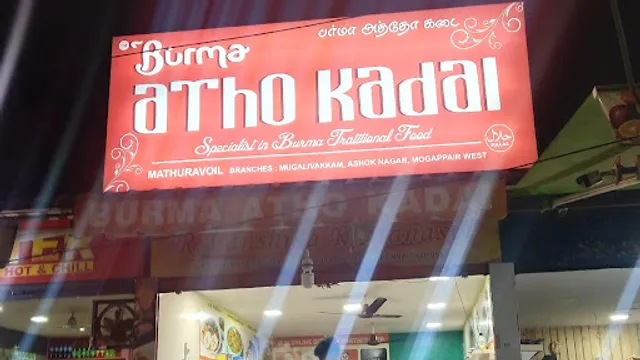 Burma
பர்மா அத்தோ கடை
ATHO KADAI
Specialist in Burma Traditional Food
حلال
HALAL
MATHURAVOIL BRANCHES : MUGALIVAKKAM, ASHOK NAGAR, MOGAPPAIR WEST
BURMA ATHO KADAI
HOT & CHILL